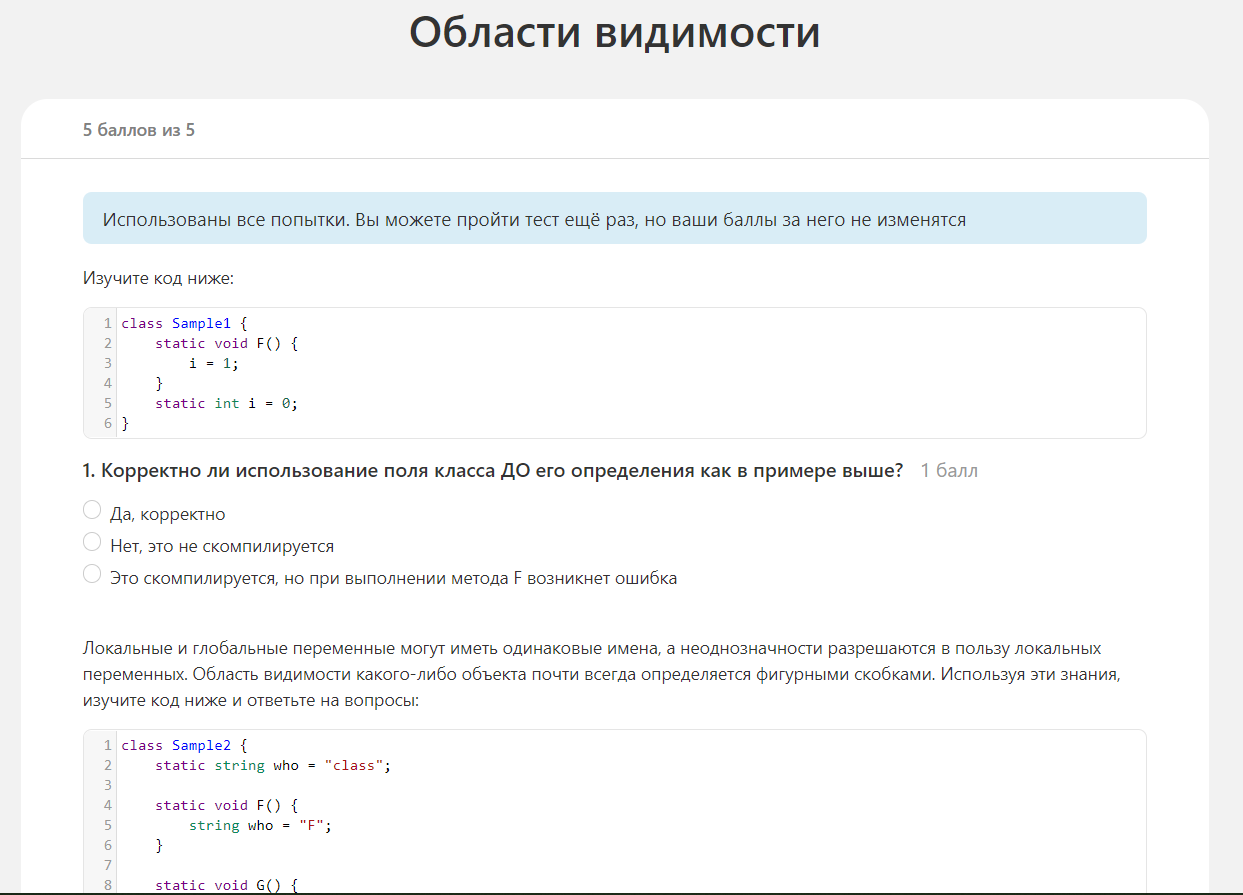 Области видимости
5 баллов из 5
Использованы все попытки. Вы можете пройти тест ещё раз, но ваши баллы за него не изменятся
Изучите код ниже:
1 class Sample1 {
2     static void F() {
3         i = 1;
4     }
5     static int i = 0;
6 }
1. Корректно ли использование поля класса ДО его определения как в примере выше? 1 балл
Да, корректно
Нет, это не скомпилируется
Это скомпилируется, но при выполнении метода F возникнет ошибка
Локальные и глобальные переменные могут иметь одинаковые имена, а неоднозначности разрешаются в пользу локальных
переменных. Область видимости какого-либо объекта почти всегда определяется фигурными скобками. Используя эти знания,
изучите код ниже и ответьте на вопросы:
1 class Sample2 {
2     static string who = "class";
3
4     static void F() {
5         string who = "F";
6     }
7
8     static void G() {